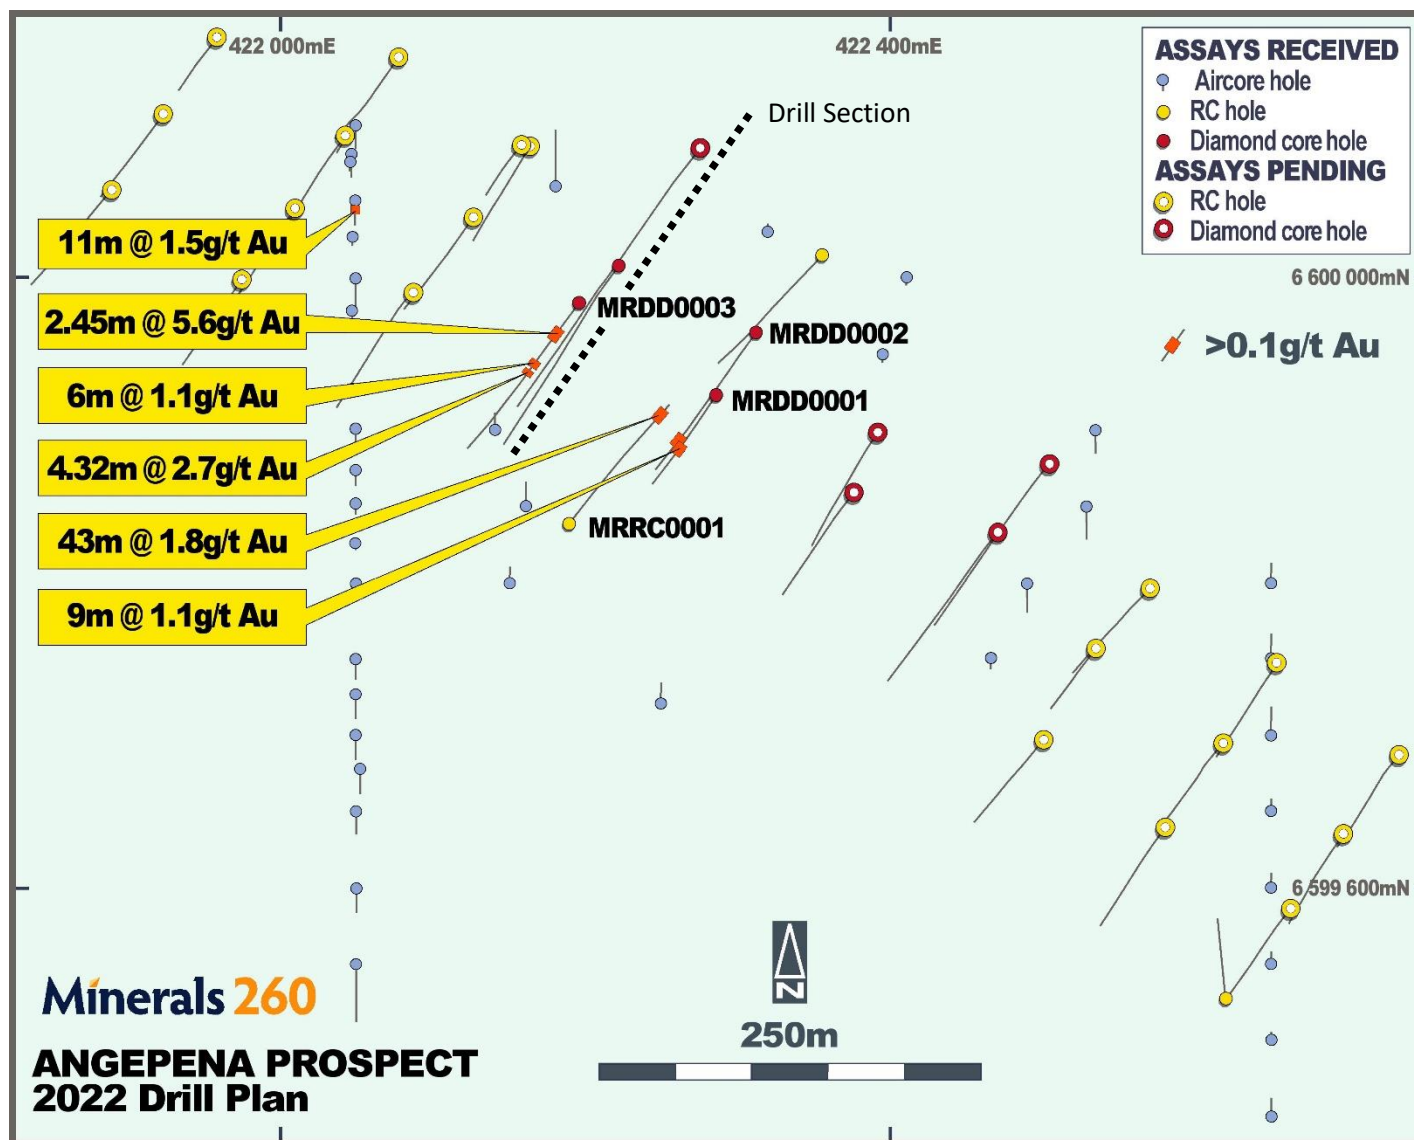 422 000mE
422 400mE
ASSAYS RECEIVED
Aircore hole
RC hole
Diamond core hole
ASSAYS PENDING
RC hole
Diamond core hole
Drill Section
11m @ 1.5g/t Au
6 600 000mN
2.45m @ 5.6g/t Au
MRDD0003
MRDD0002
>0.1g/t Au
6m @ 1.1g/t Au
MRDD0001
4.32m @ 2.7g/t Au
43m @ 1.8g/t Au
MRRC0001
9m @ 1.1g/t Au
6 599 600mN
Minerals 260
N
250m
ANGEPENA PROSPECT
2022 Drill Plan